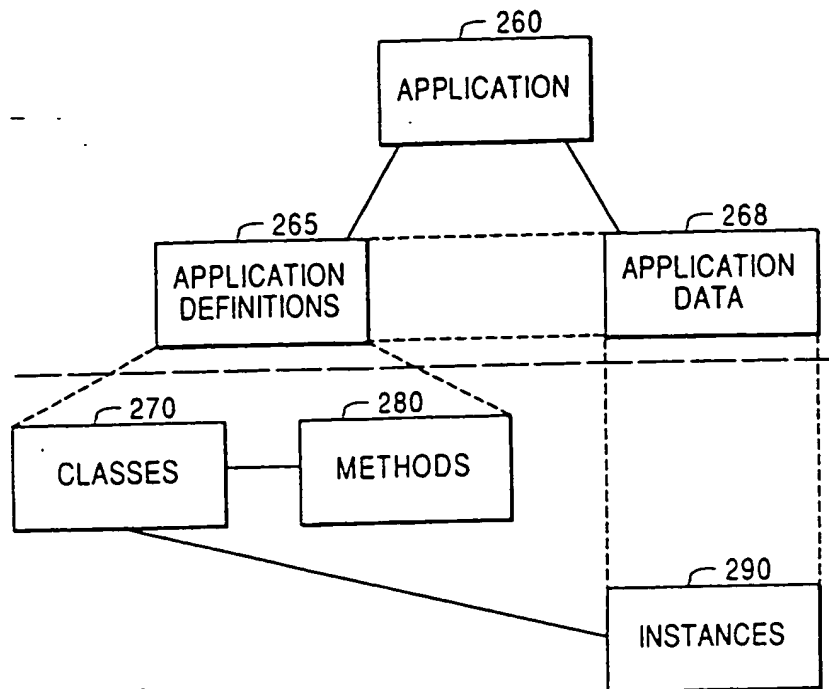 260
APPLICATION
265
APPLICATION
DEFINITIONS
268
APPLICATION
DATA
270
CLASSES
280
METHODS
290
INSTANCES